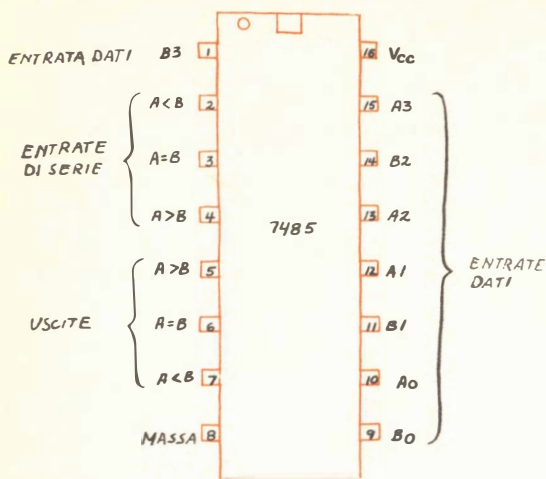 ENTRATA DATI B3 1 16 Vcc
A<B 2 15 A3
ENTRATE DI SERIE
A=B 3 14 B2
A>B 4 13 A2
7485
A>B 5 12 A1
ENTRATE DATI
USCITE
A=B 6 11 B1
A<B 7 10 A0
MASSA 8 9 B0